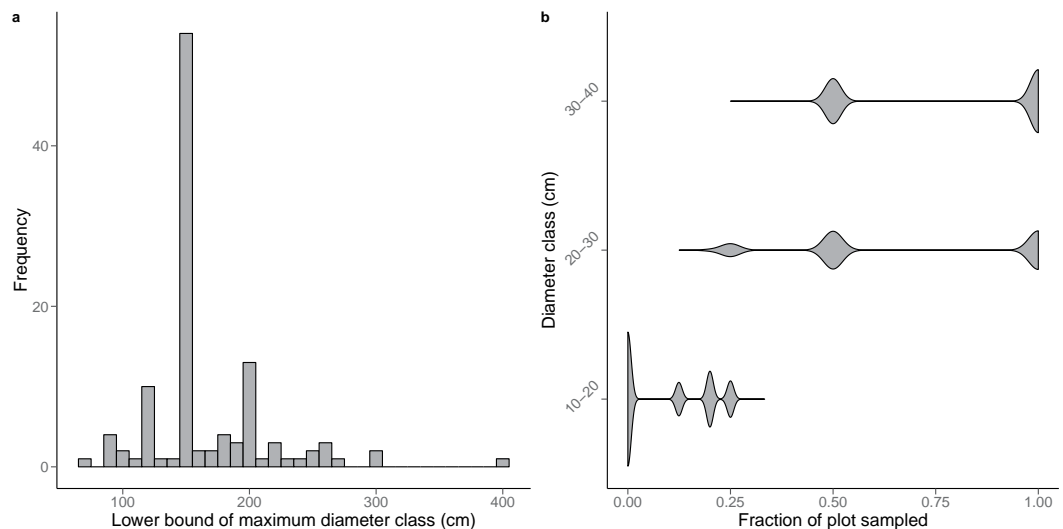 a
Frequency
40
20
0
100
200
300
400
Lower bound of maximum diameter class (cm)
b
Diameter class (cm)
30−40
20−30
10−20
0.00
0.25
0.50
0.75
1.00
Fraction of plot sampled